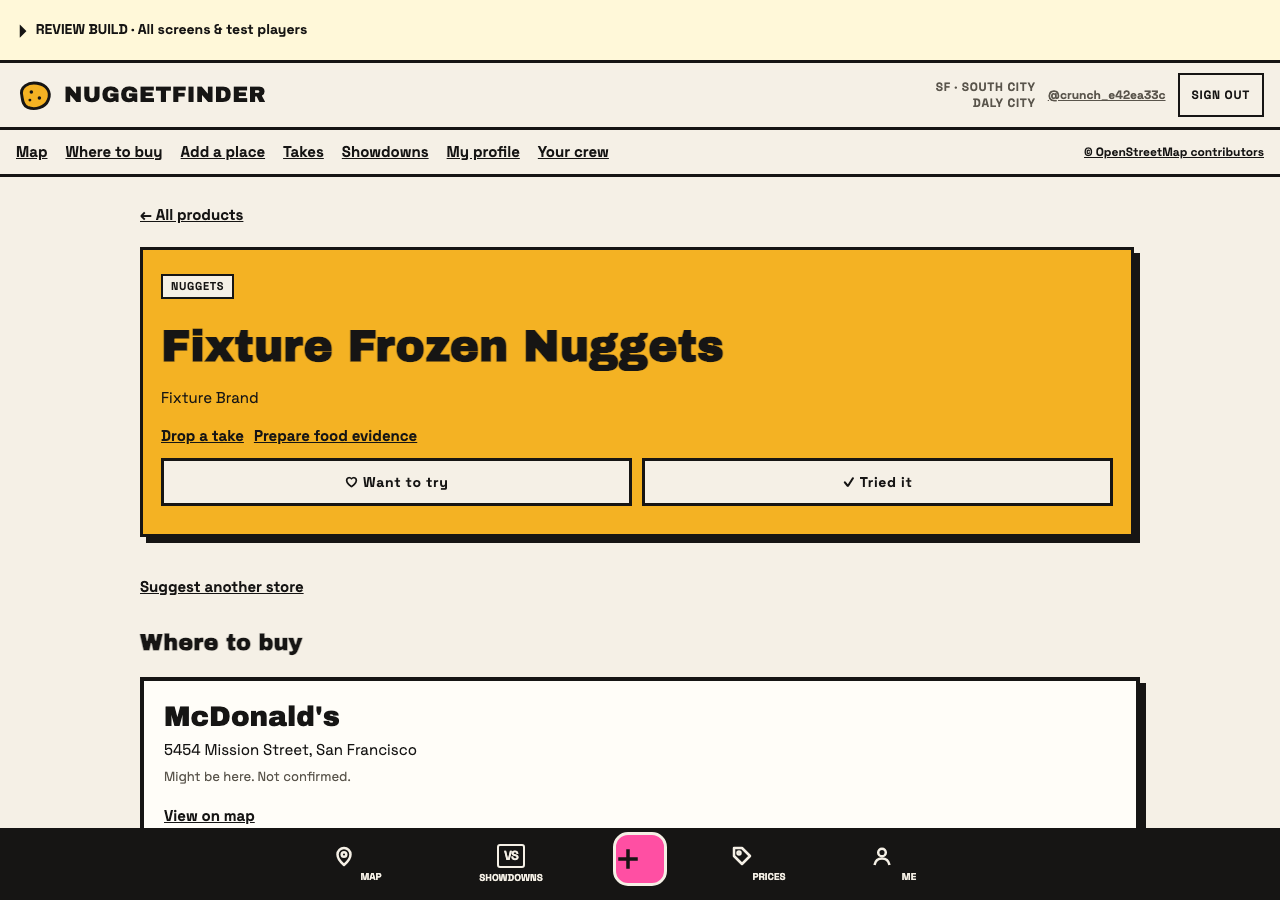 REVIEW BUILD · All screens & test players
NUGGETFINDER
SF · SOUTH CITY
DALY CITY
@crunch_e42ea33c
SIGN OUT
Map Where to buy Add a place Takes Showdowns My profile Your crew
© OpenStreetMap contributors
← All products
NUGGETS
Fixture Frozen Nuggets
Fixture Brand
Drop a take Prepare food evidence
♡ Want to try
✓ Tried it
Suggest another store
Where to buy
McDonald's
5454 Mission Street, San Francisco
Might be here. Not confirmed.
View on map
MAP
VS
SHOWDOWNS
+
PRICES
ME